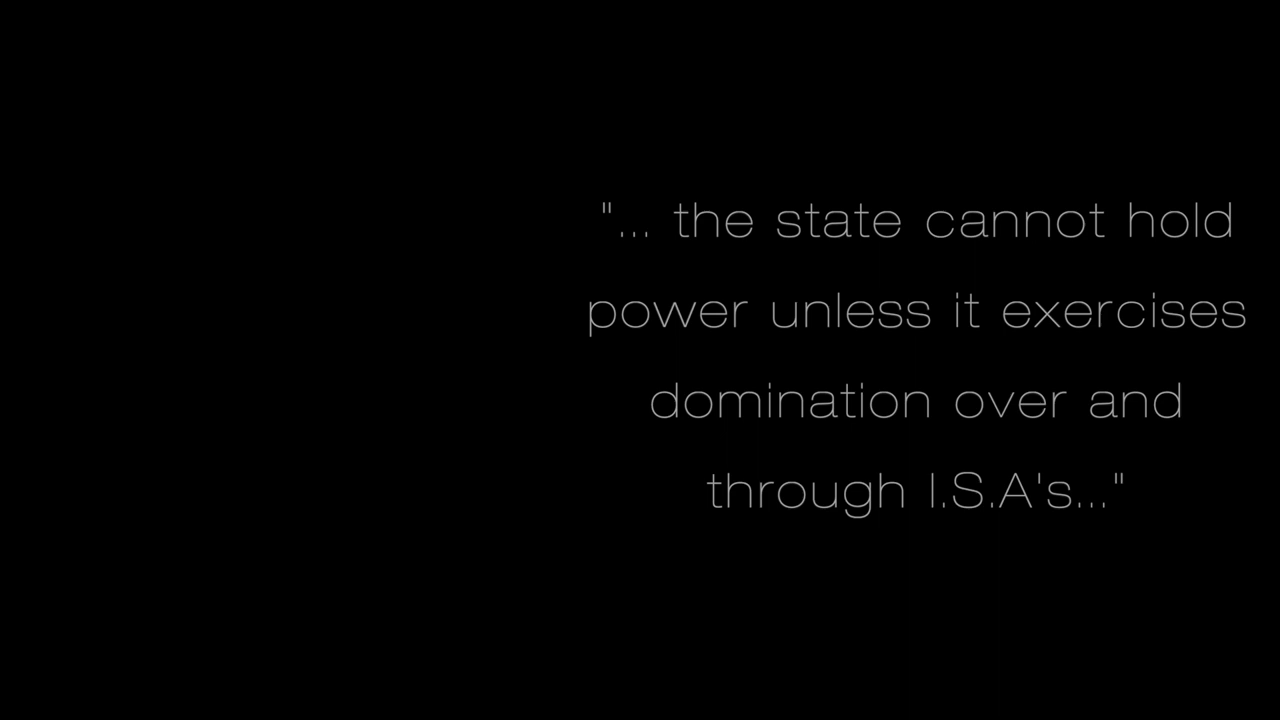 "... the state cannot hold
power unless it exercises
domination over and
through I.S.A's..."